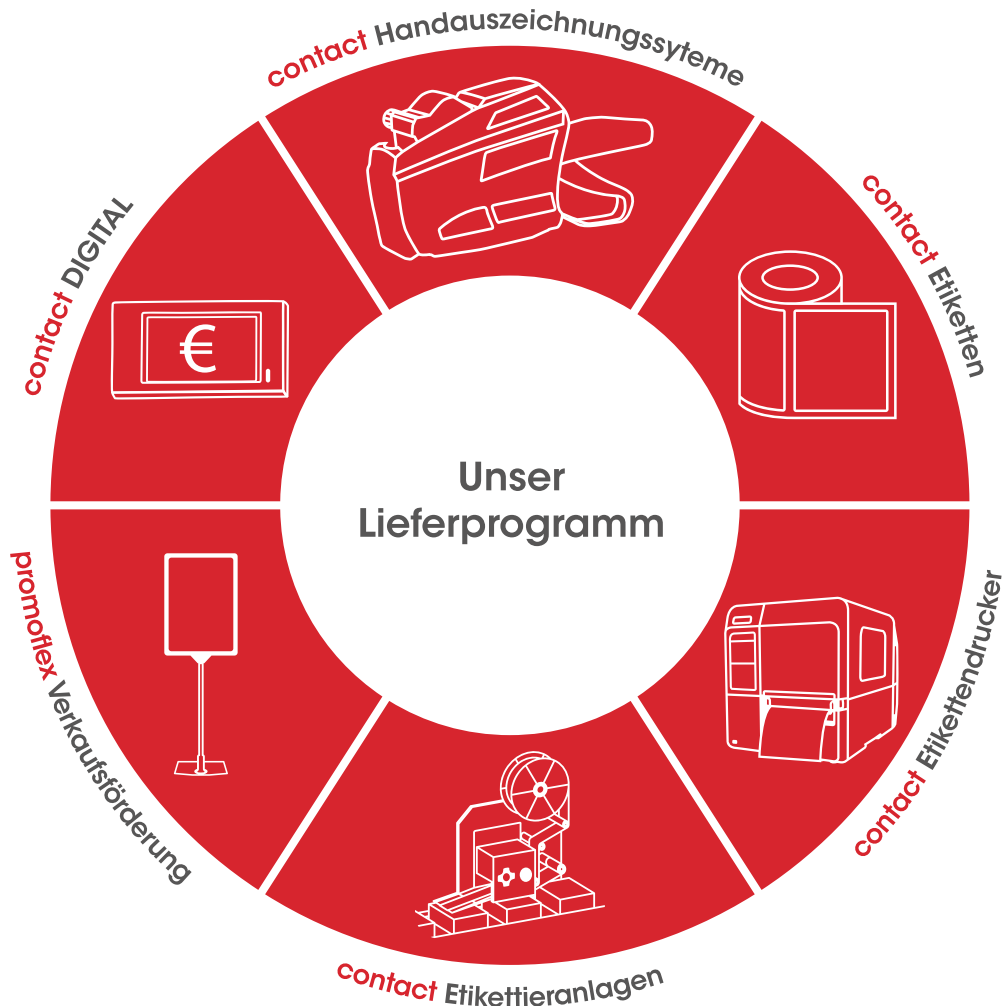 contact Handauszeichnungssyteme
contact Etiketten
contact Etikettendrucker
contact Etikettieranlagen
promoflex Verkaufsförderung
contact DIGITAL
€
Unser
Lieferprogramm